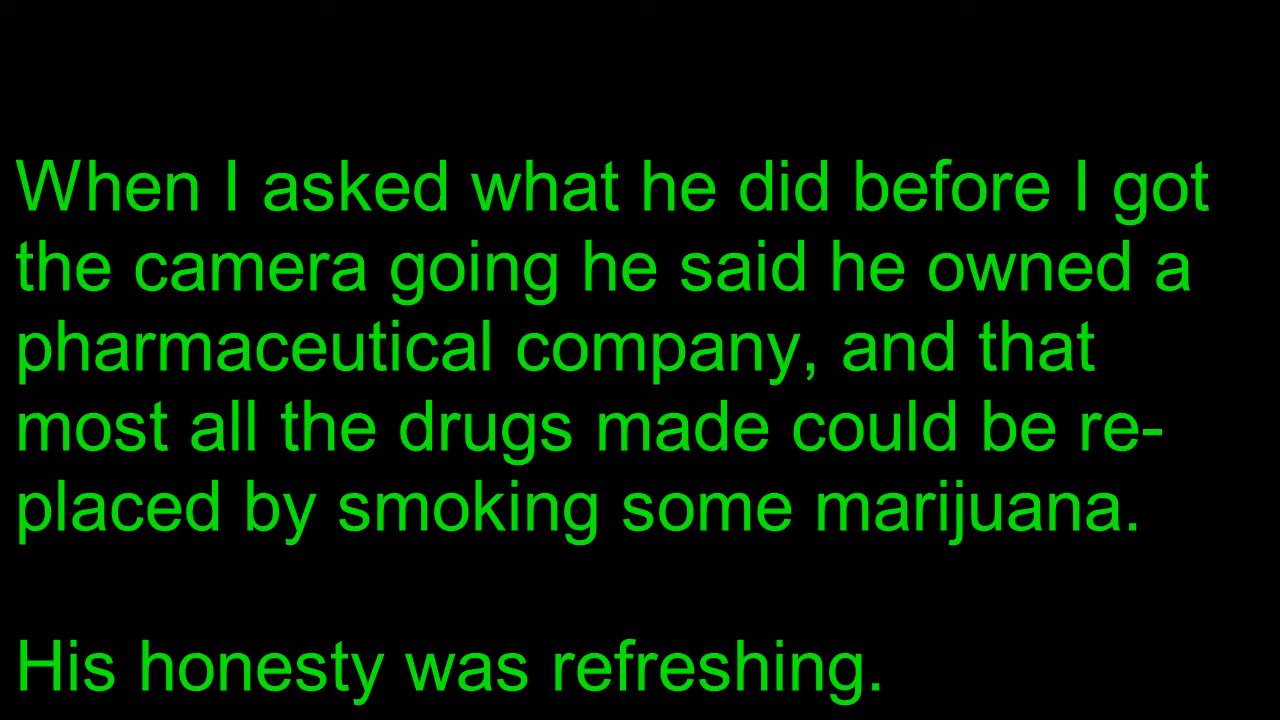 When I asked what he did before I got
the camera going he said he owned a
pharmaceutical company, and that
most all the drugs made could be re-
placed by smoking some marijuana.
His honesty was refreshing.